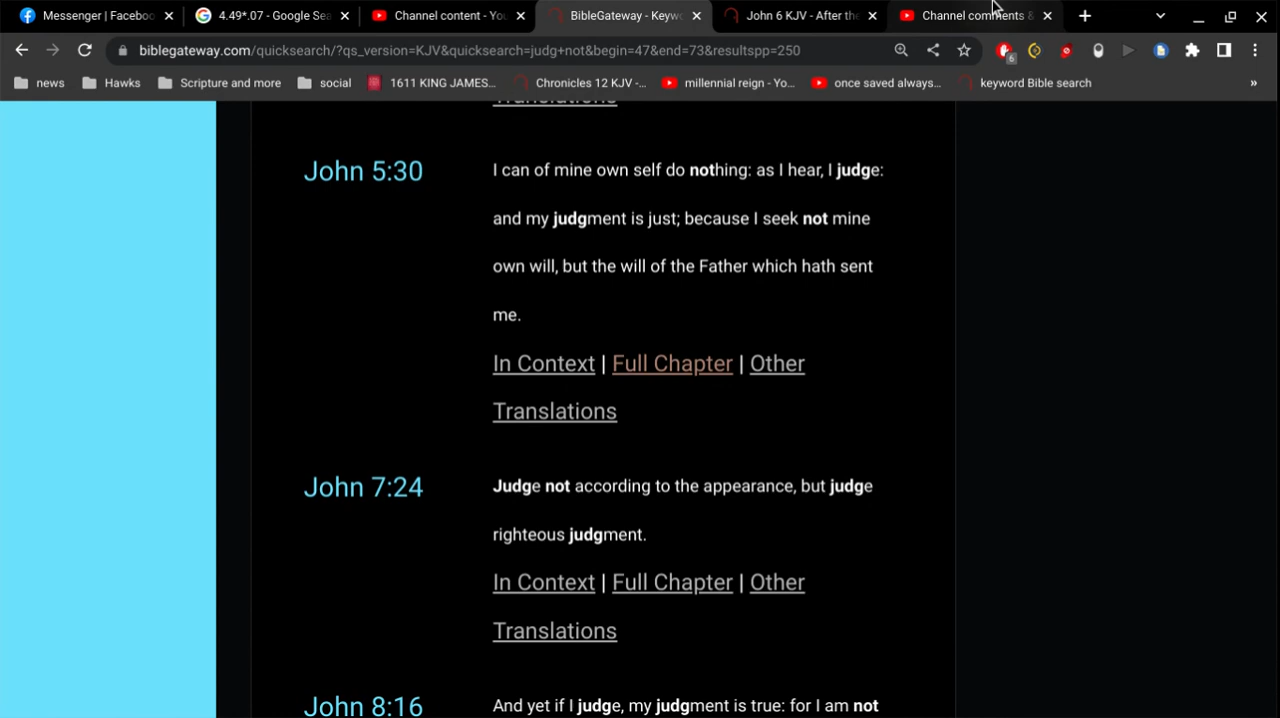 Messenger | Faceboo
4.49*.07 - Google Sea
Channel content - You
BibleGateway - Keywo
John 6 KJV - After the
Channel comments &
biblegateway.com/quicksearch/?qs_version=KJV&quicksearch=judg+not&begin=47&end=73&resultspp=250
6
news
Hawks
Scripture and more
social
1611 KING JAMES...
Chronicles 12 KJV -...
millennial reign - Yo...
once saved always...
keyword Bible search
»
Translations
John 5:30
I can of mine own self do nothing: as I hear, I judge:
and my judgment is just; because I seek not mine
own will, but the will of the Father which hath sent
me.
In Context | Full Chapter | Other
Translations
John 7:24
Judge not according to the appearance, but judge
righteous judgment.
In Context | Full Chapter | Other
Translations
John 8:16
And yet if I judge, my judgment is true: for I am not